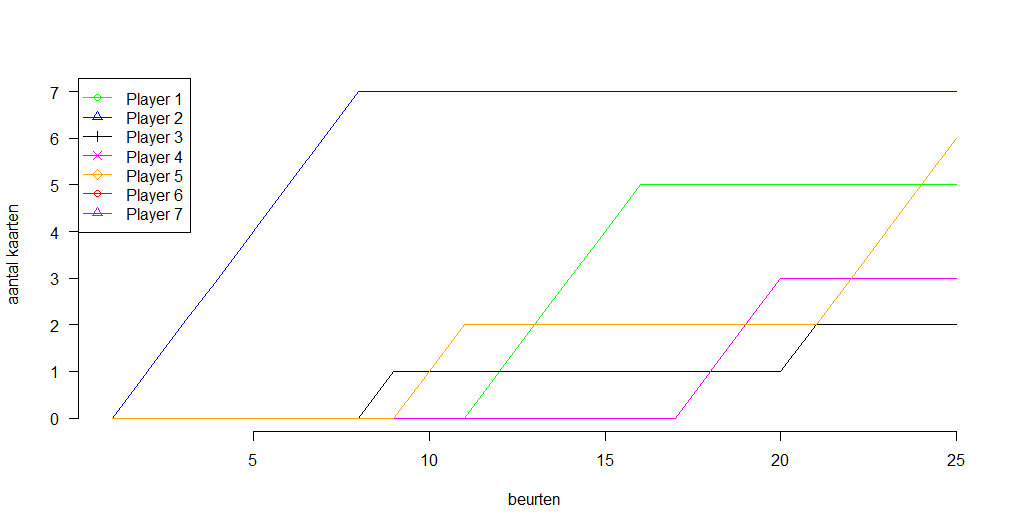 7
6
5
4
3
2
1
0
aantal kaarten
Player 1
Player 2
Player 3
Player 4
Player 5
Player 6
Player 7
5 10 15 20 25
beurten